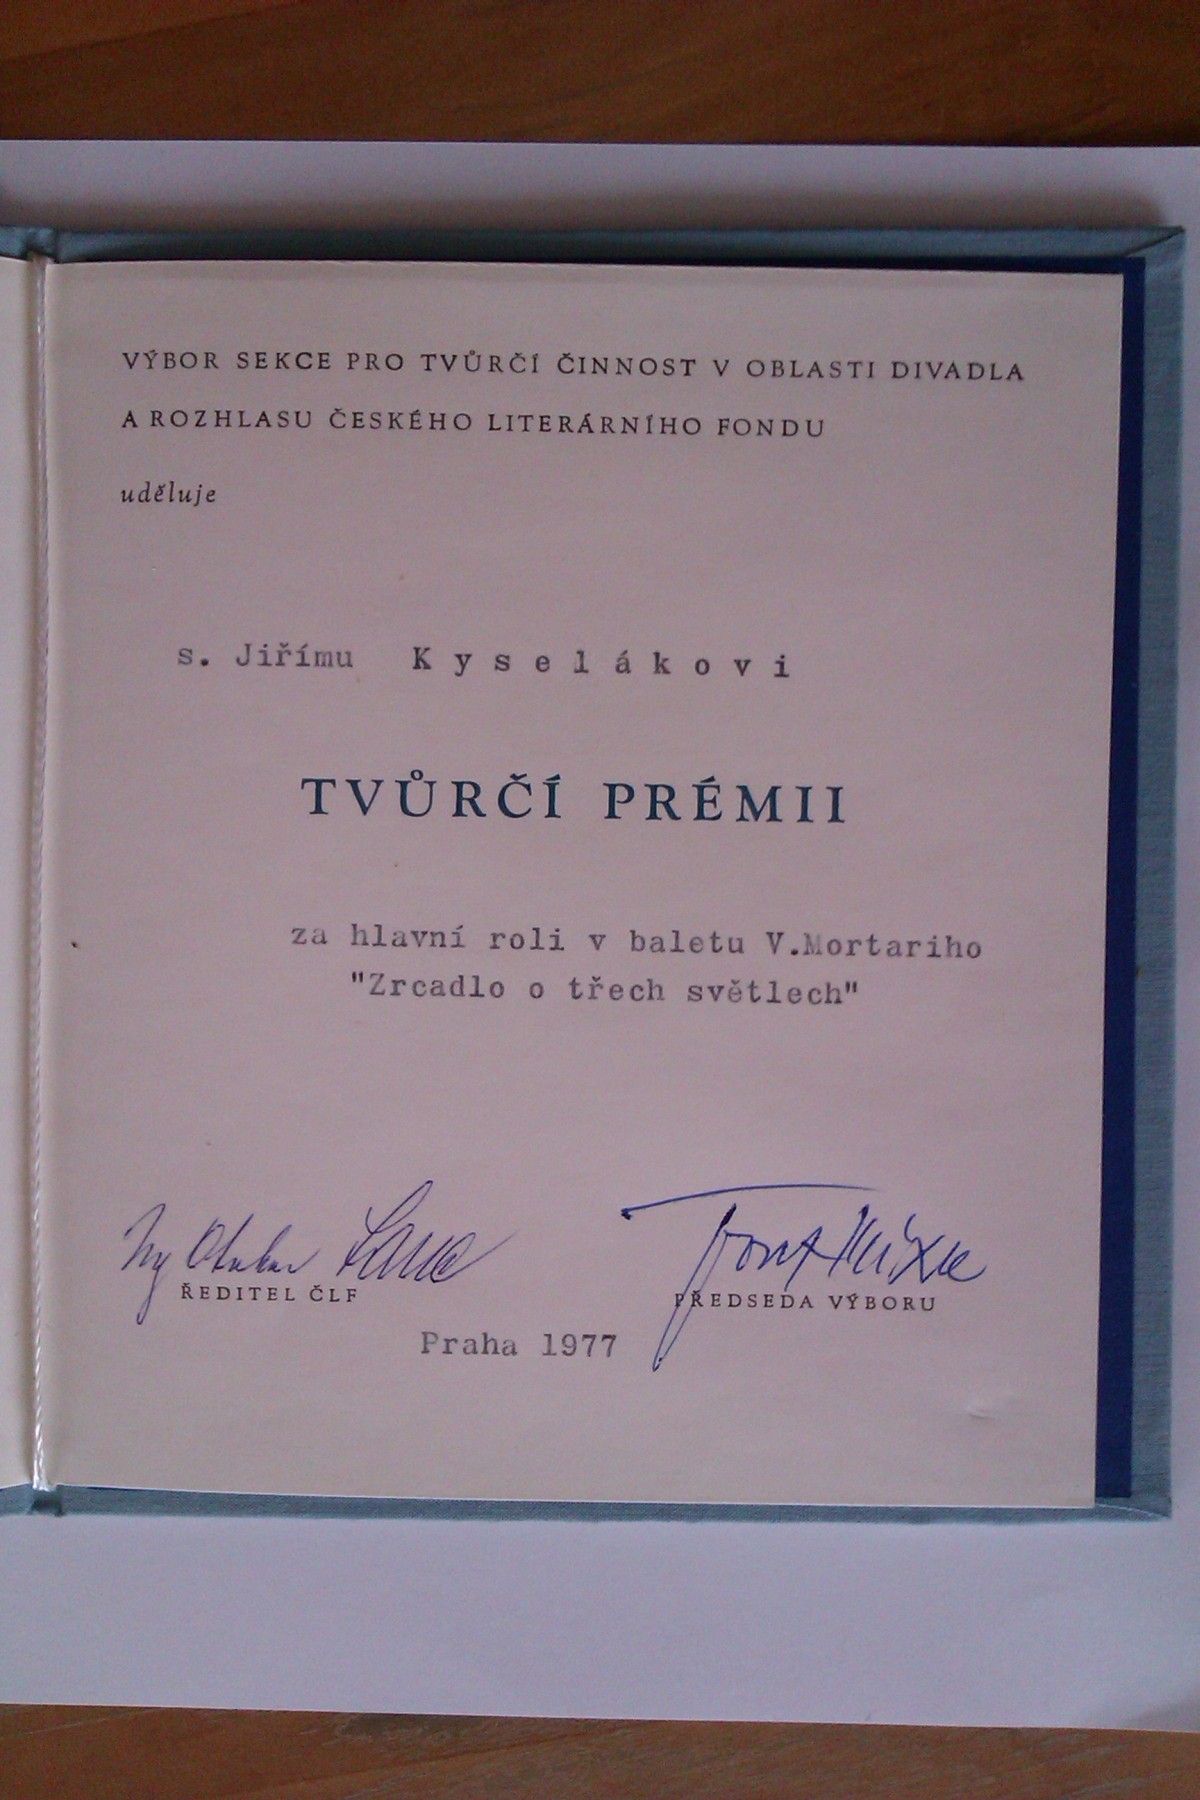 VÝBOR SEKCE PRO TVŮRČÍ ČINNOST V OBLASTI DIVADLA
A ROZHLASU ČESKÉHO LITERÁRNÍHO FONDU
uděluje
s. Jiřímu Kyselákovi
TVŮRČÍ PRÉMII
za hlavní roli v baletu V.Mortariho
"Zrcadlo o třech světlech"
ŘEDITEL ČLF
PŘEDSEDA VÝBORU
Praha 1977